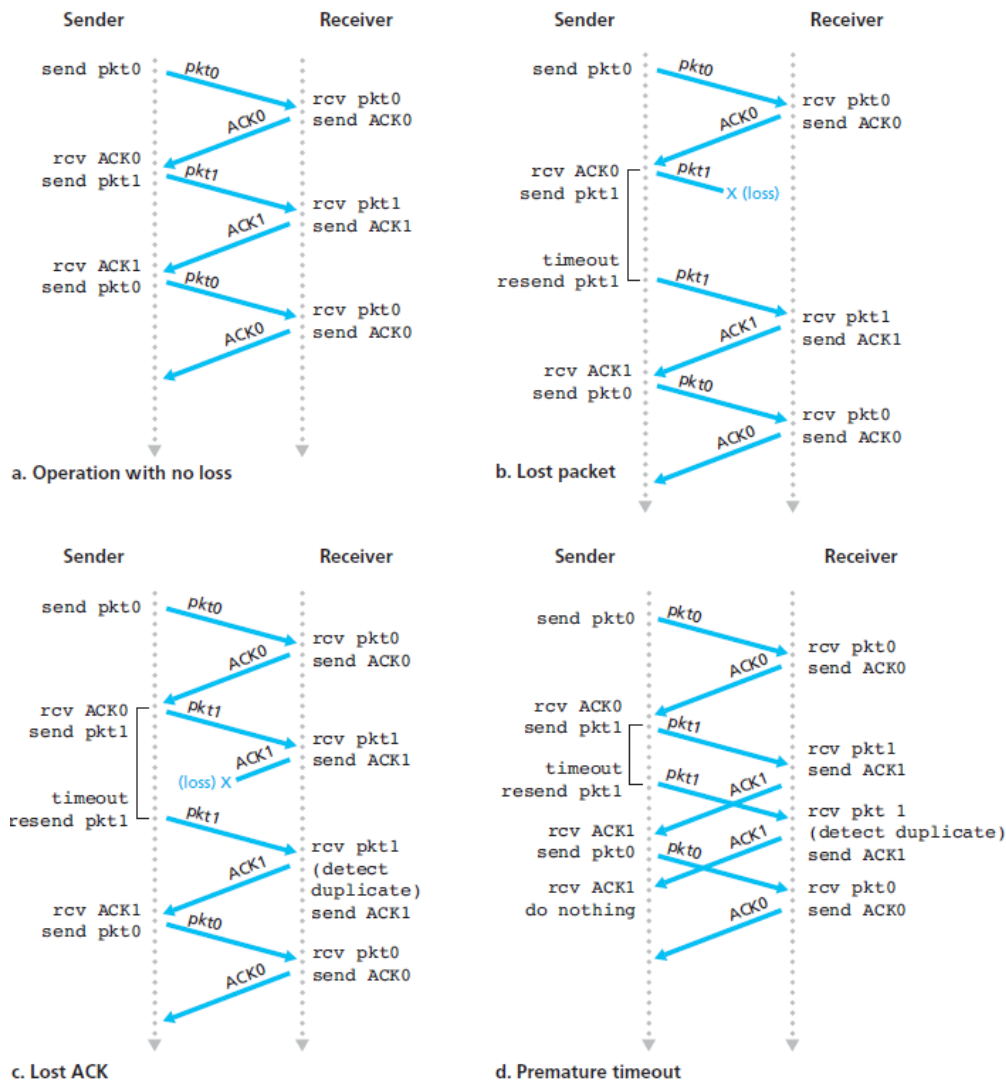 Sender
Receiver
send pkt0
pkt0
rcv pkt0
send ACK0
ACK0
rcv ACK0
send pkt1
pkt1
rcv pkt1
send ACK1
ACK1
rcv ACK1
send pkt0
pkt0
rcv pkt0
send ACK0
ACK0
a. Operation with no loss
Sender
Receiver
send pkt0
pkt0
rcv pkt0
send ACK0
ACK0
rcv ACK0
send pkt1
pkt1
X (loss)
timeout
resend pkt1
pkt1
rcv pkt1
send ACK1
ACK1
rcv ACK1
send pkt0
pkt0
rcv pkt0
send ACK0
ACK0
b. Lost packet
Sender
Receiver
send pkt0
pkt0
rcv pkt0
send ACK0
ACK0
rcv ACK0
send pkt1
pkt1
rcv pkt1
send ACK1
ACK1
(loss) X
timeout
resend pkt1
pkt1
rcv pkt1
(detect
duplicate)
send ACK1
ACK1
rcv ACK1
send pkt0
pkt0
rcv pkt0
send ACK0
ACK0
c. Lost ACK
Sender
Receiver
send pkt0
pkt0
rcv pkt0
send ACK0
ACK0
rcv ACK0
send pkt1
pkt1
rcv pkt1
send ACK1
ACK1
timeout
resend pkt1
pkt1
rcv pkt 1
(detect duplicate)
send ACK1
ACK1
rcv ACK1
send pkt0
pkt0
rcv ACK1
do nothing
rcv pkt0
send ACK0
ACK0
d. Premature timeout